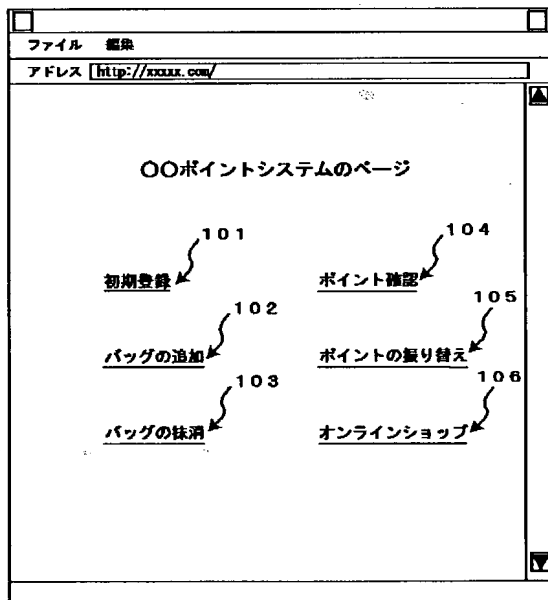 ファイル 編集
アドレス http://xxxxx.com/
〇〇ポイントシステムのページ
101
104
初期登録
ポイント確認
102
105
バッグの追加
ポイントの振り替え
103
106
バッグの抹消
オンラインショップ